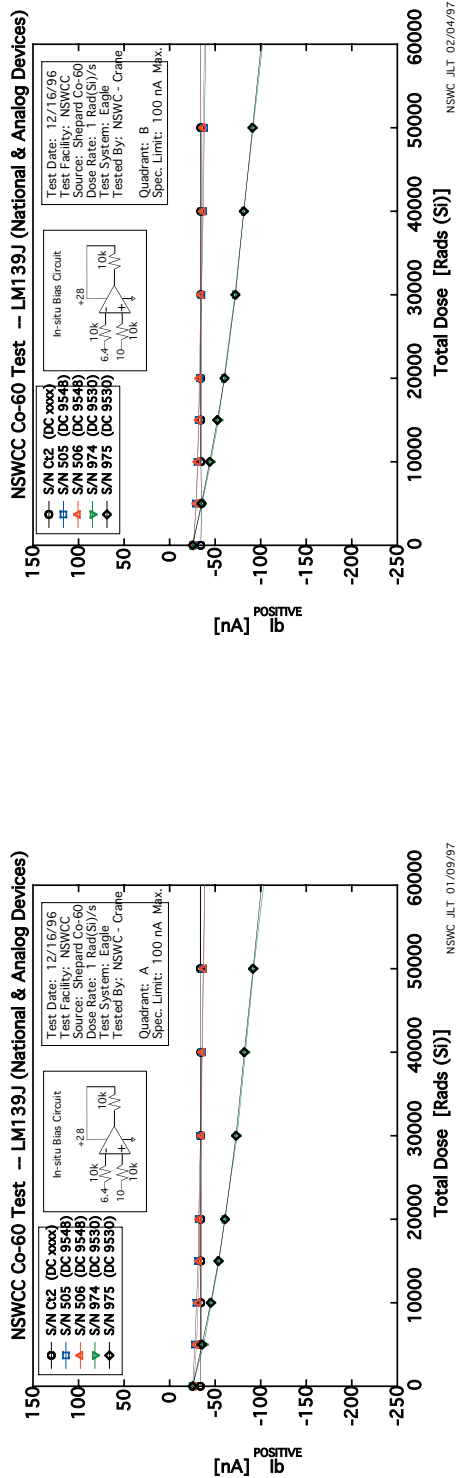 NSWCC Co-60 Test – LM139J (National & Analog Devices)
S/N Ct2 (DC xxxx)
S/N 505 (DC 9548)
S/N 506 (DC 9548)
S/N 974 (DC 9530)
S/N 975 (DC 9530)
In-situ Bias Circuit
+28
10k
6.4
10
10k
10k
Test Date: 12/16/96
Test Facility: NSWCC
Source: Shepard Co-60
Dose Rate: 1 Rad(Si)/s
Test System: Eagle
Tested By: NSWC - Crane
Quadrant: A
Spec. Limit: 100 nA Max.
150
100
50
0
-50
-100
-150
-200
-250
[nA] Ib POSITIVE
0 10000 20000 30000 40000 50000 60000
Total Dose [Rads (Si)]
NSWC JLT 01/09/97
NSWCC Co-60 Test – LM139J (National & Analog Devices)
S/N Ct2 (DC xxxx)
S/N 505 (DC 9548)
S/N 506 (DC 9548)
S/N 974 (DC 9530)
S/N 975 (DC 9530)
In-situ Bias Circuit
+28
10k
6.4
10
10k
10k
Test Date: 12/16/96
Test Facility: NSWCC
Source: Shepard Co-60
Dose Rate: 1 Rad(Si)/s
Test System: Eagle
Tested By: NSWC - Crane
Quadrant: B
Spec. Limit: 100 nA Max.
150
100
50
0
-50
-100
-150
-200
-250
[nA] Ib POSITIVE
0 10000 20000 30000 40000 50000 60000
Total Dose [Rads (Si)]
NSWC JLT 02/04/97